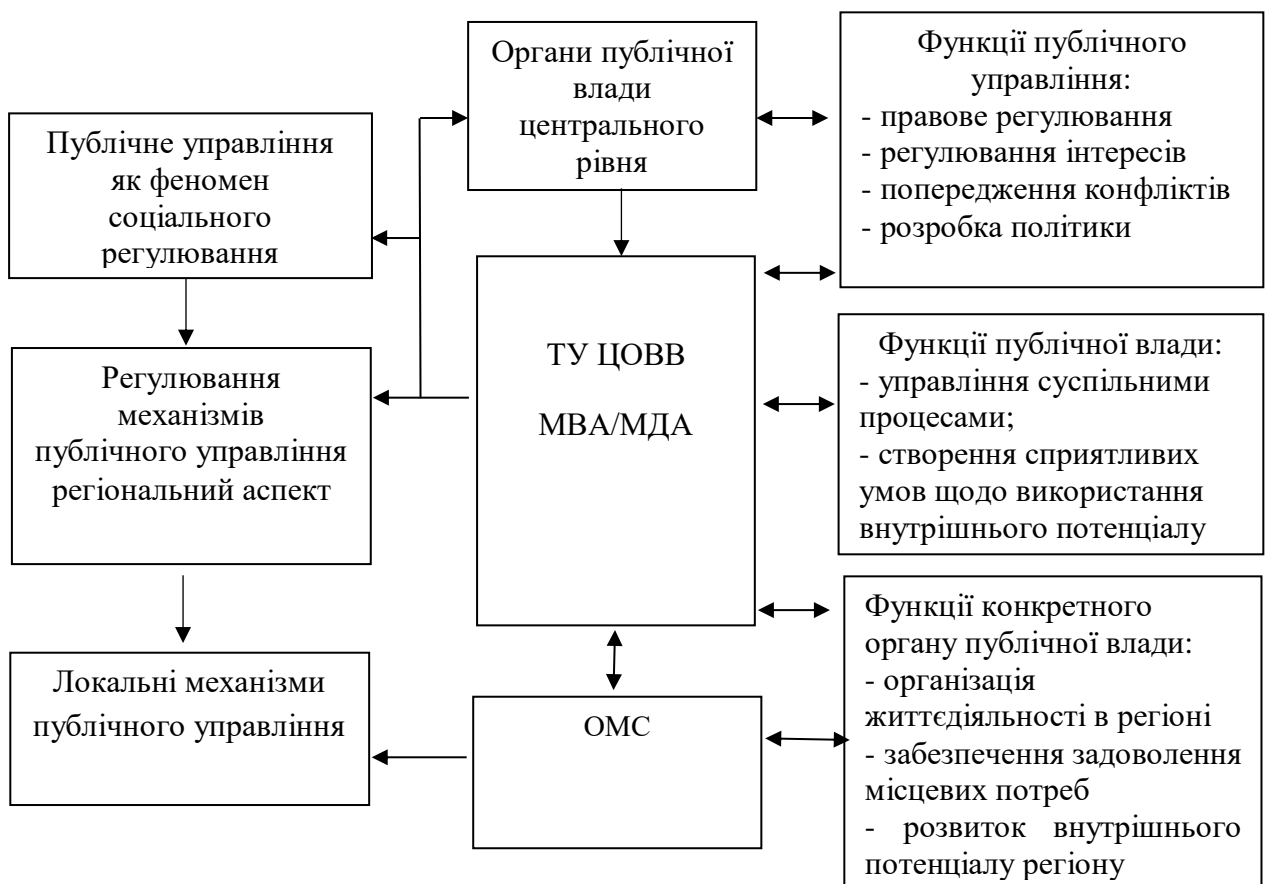 Органи публічної
влади
центрального
рівня
Функції публічного
управління:
- правове регулювання
- регулювання інтересів
- попередження конфліктів
- розробка політики
Публічне управління
як феномен
соціального
регулювання
ТУ ЦОВВ
МВА/МДА
Функції публічної влади:
- управління суспільними
процесами;
- створення сприятливих
умов щодо використання
внутрішнього потенціалу
Регулювання
механізмів
публічного управління
регіональний аспект
Функції конкретного
органу публічної влади:
- організація
життєдіяльності в регіоні
- забезпечення задоволення
місцевих потреб
- розвиток внутрішнього
потенціалу регіону
Локальні механізми
публічного управління
ОМС